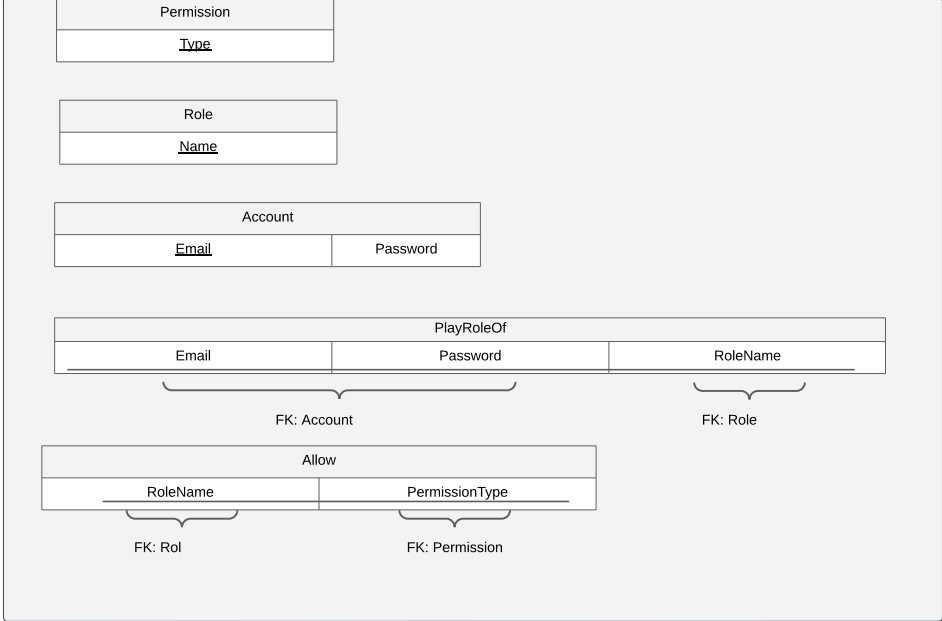 Permission
Type
Role
Name
Account
Email Password
PlayRoleOf
Email Password RoleName
FK: Account FK: Role
Allow
RoleName PermissionType
FK: Rol FK: Permission